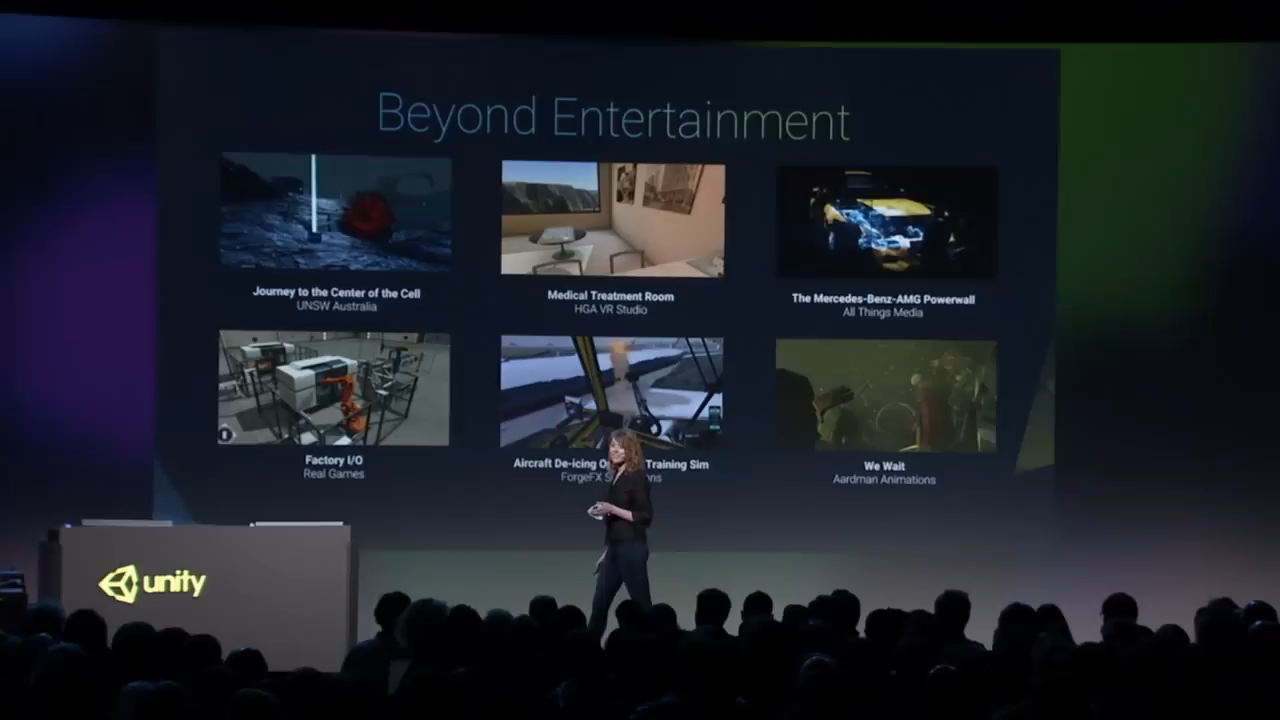 Beyond Entertainment
Journey to the Center of the Cell
UNSW Australia
Medical Treatment Room
HGA VR Studio
The Mercedes-Benz-AMG Powerwall
All Things Media
Factory I/O
Real Games
Aircraft De-icing Training Sim
ForgeFX
We Wait
Aardman Animations
unity